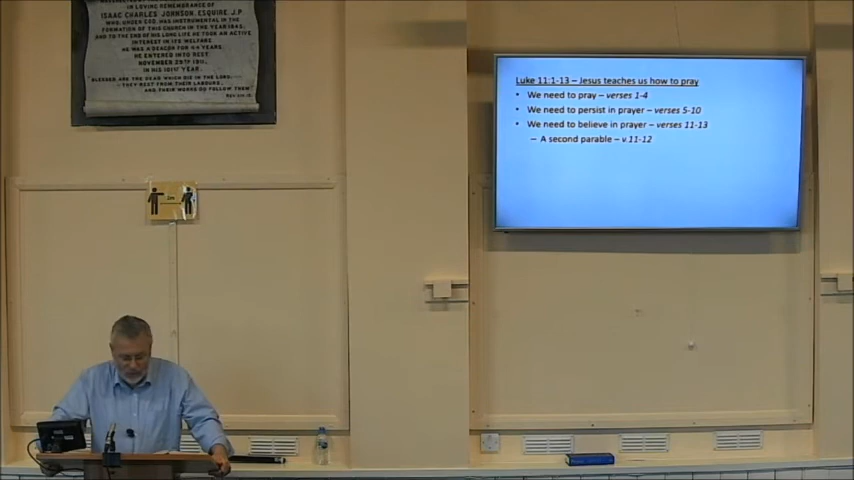 IN LOVING REMEMBRANCE OF
ISAAC CHARLES JOHNSON, ESQUIRE J.P.
WHO, UNDER GOD, WAS INSTRUMENTAL IN THE
FORMATION OF THIS CHURCH IN THE YEAR 1843,
AND TO THE END OF HIS LONG LIFE HE TOOK AN ACTIVE
INTEREST IN ITS WELFARE.
HE WAS A DEACON FOR YEARS
HE ENTERED INTO REST
NOVEMBER 29TH 1911,
IN HIS 101ST YEAR.
BLESSED ARE THE DEAD WHICH DIE IN THE LORD
THEY REST FROM THEIR LABOURS,
AND THEIR WORKS DO FOLLOW THEM
2m
Luke 11:1-13 – Jesus teaches us how to pray
• We need to pray – verses 1-4
• We need to persist in prayer – verses 5-10
• We need to believe in prayer – verses 11-13
– A second parable – v.11-12